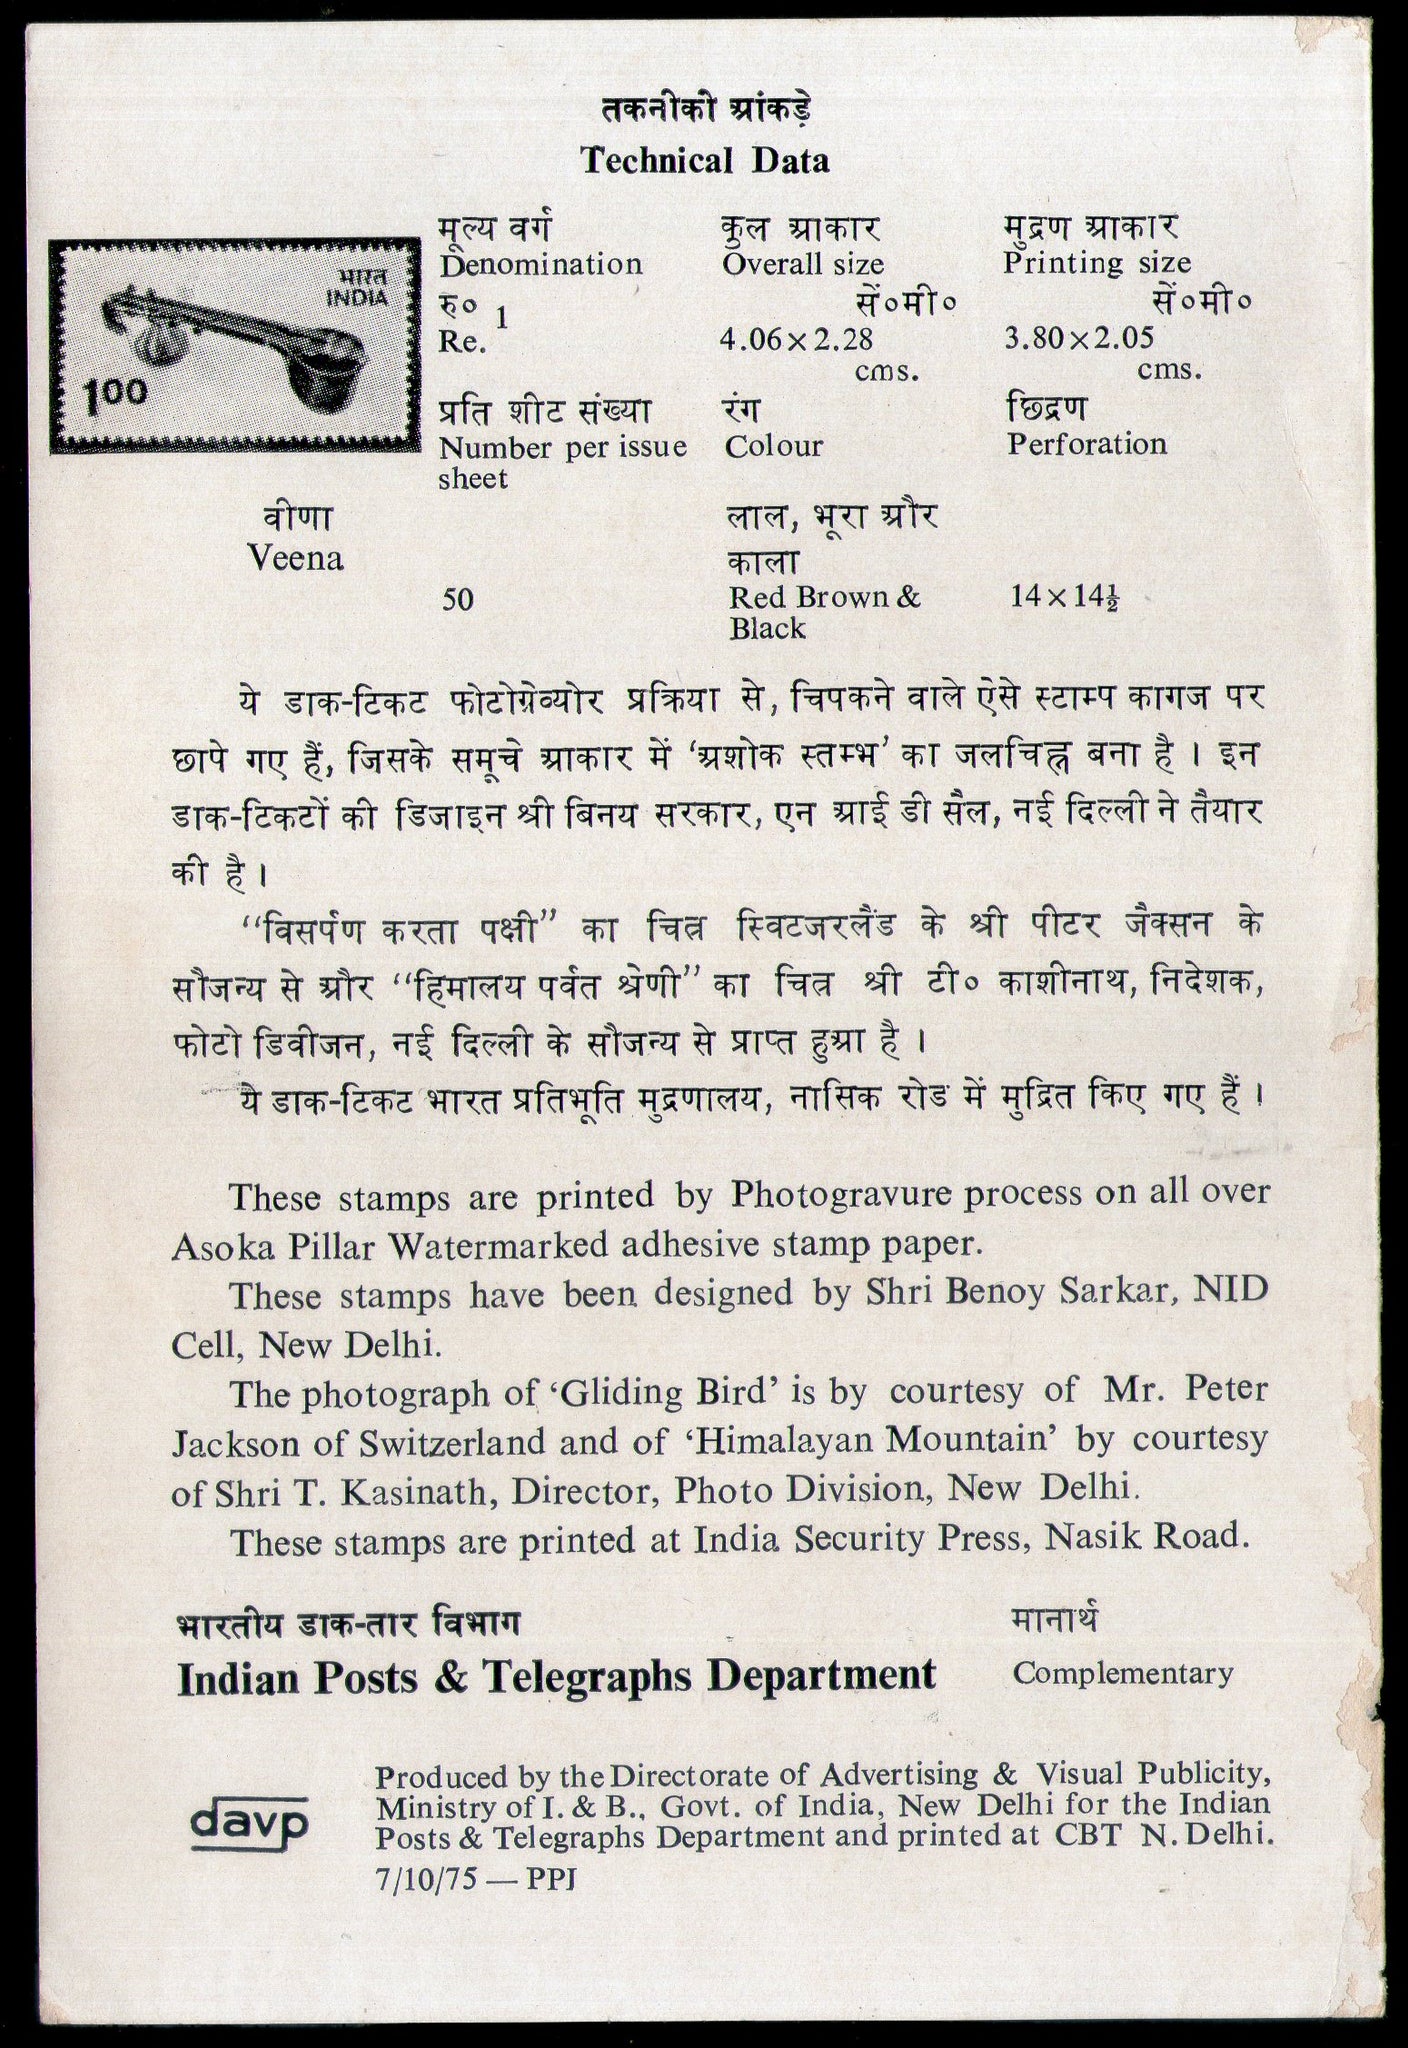 तकनीकी आंकड़े
Technical Data
भारत
INDIA
1.00
मूल्य वर्ग
Denomination
रु० 1
Re.
कुल आकार
Overall size
सें०मी०
4.06×2.28
cms.
मुद्रण आकार
Printing size
सें०मी०
3.80×2.05
cms.
प्रति शीट संख्या
Number per issue
sheet
रंग
Colour
छिद्रण
Perforation
वीणा
Veena
50
लाल, भूरा और
काला
Red Brown &
Black
14×14½
ये डाक-टिकट फोटोग्रेव्योर प्रक्रिया से, चिपकने वाले ऐसे स्टाम्प कागज पर
छापे गए हैं, जिसके समूचे आकार में ‘अशोक स्तम्भ’ का जलचिह्न बना है । इन
डाक-टिकटों की डिजाइन श्री बिनय सरकार, एन आई डी सैल, नई दिल्ली ने तैयार
की है ।
“विसर्पण करता पक्षी” का चित्र स्विटजरलैंड के श्री पीटर जैक्सन के
सौजन्य से और “हिमालय पर्वत श्रेणी” का चित्र श्री टी० काशीनाथ, निदेशक,
फोटो डिवीजन, नई दिल्ली के सौजन्य से प्राप्त हुआ है ।
ये डाक-टिकट भारत प्रतिभूति मुद्रणालय, नासिक रोड में मुद्रित किए गए हैं ।
These stamps are printed by Photogravure process on all over
Asoka Pillar Watermarked adhesive stamp paper.
These stamps have been designed by Shri Benoy Sarkar, NID
Cell, New Delhi.
The photograph of ‘Gliding Bird’ is by courtesy of Mr. Peter
Jackson of Switzerland and of ‘Himalayan Mountain’ by courtesy
of Shri T. Kasinath, Director, Photo Division, New Delhi.
These stamps are printed at India Security Press, Nasik Road.
भारतीय डाक-तार विभाग
Indian Posts & Telegraphs Department
मानार्थ
Complementary
davp
Produced by the Directorate of Advertising & Visual Publicity,
Ministry of I. & B., Govt. of India, New Delhi for the Indian
Posts & Telegraphs Department and printed at CBT N. Delhi.
7/10/75 — PPJ